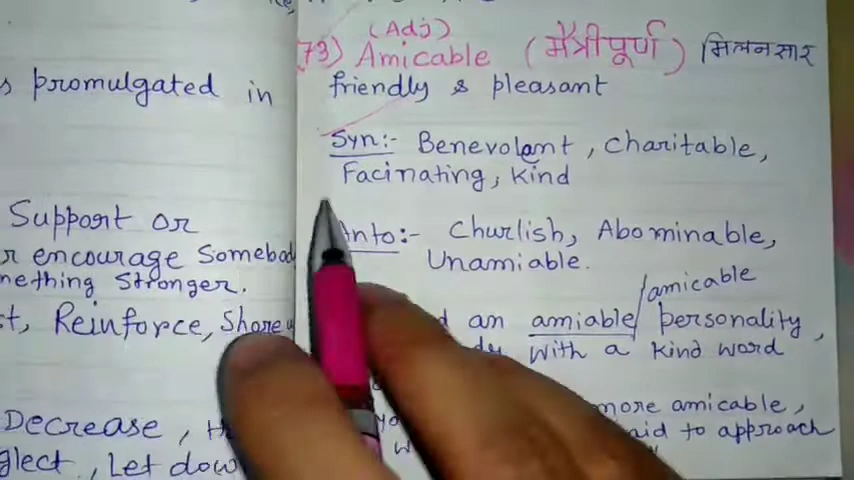 s promulgated in
Support or
r encourage Somebod
nething Stronger.
t, Reinforce, Shore u
Decrease,
glect, Let dow
(Adj)
73) Amicable (मैत्रीपूर्ण) मिलनसार
friendly & pleasant
Syn:- Benevolent, Charitable,
Facinating, Kind
Anto:- Churlish, Abominable,
Unamiable.
/amicable
an amiable/ personality,
with a kind word
more amicable,
aid to approach